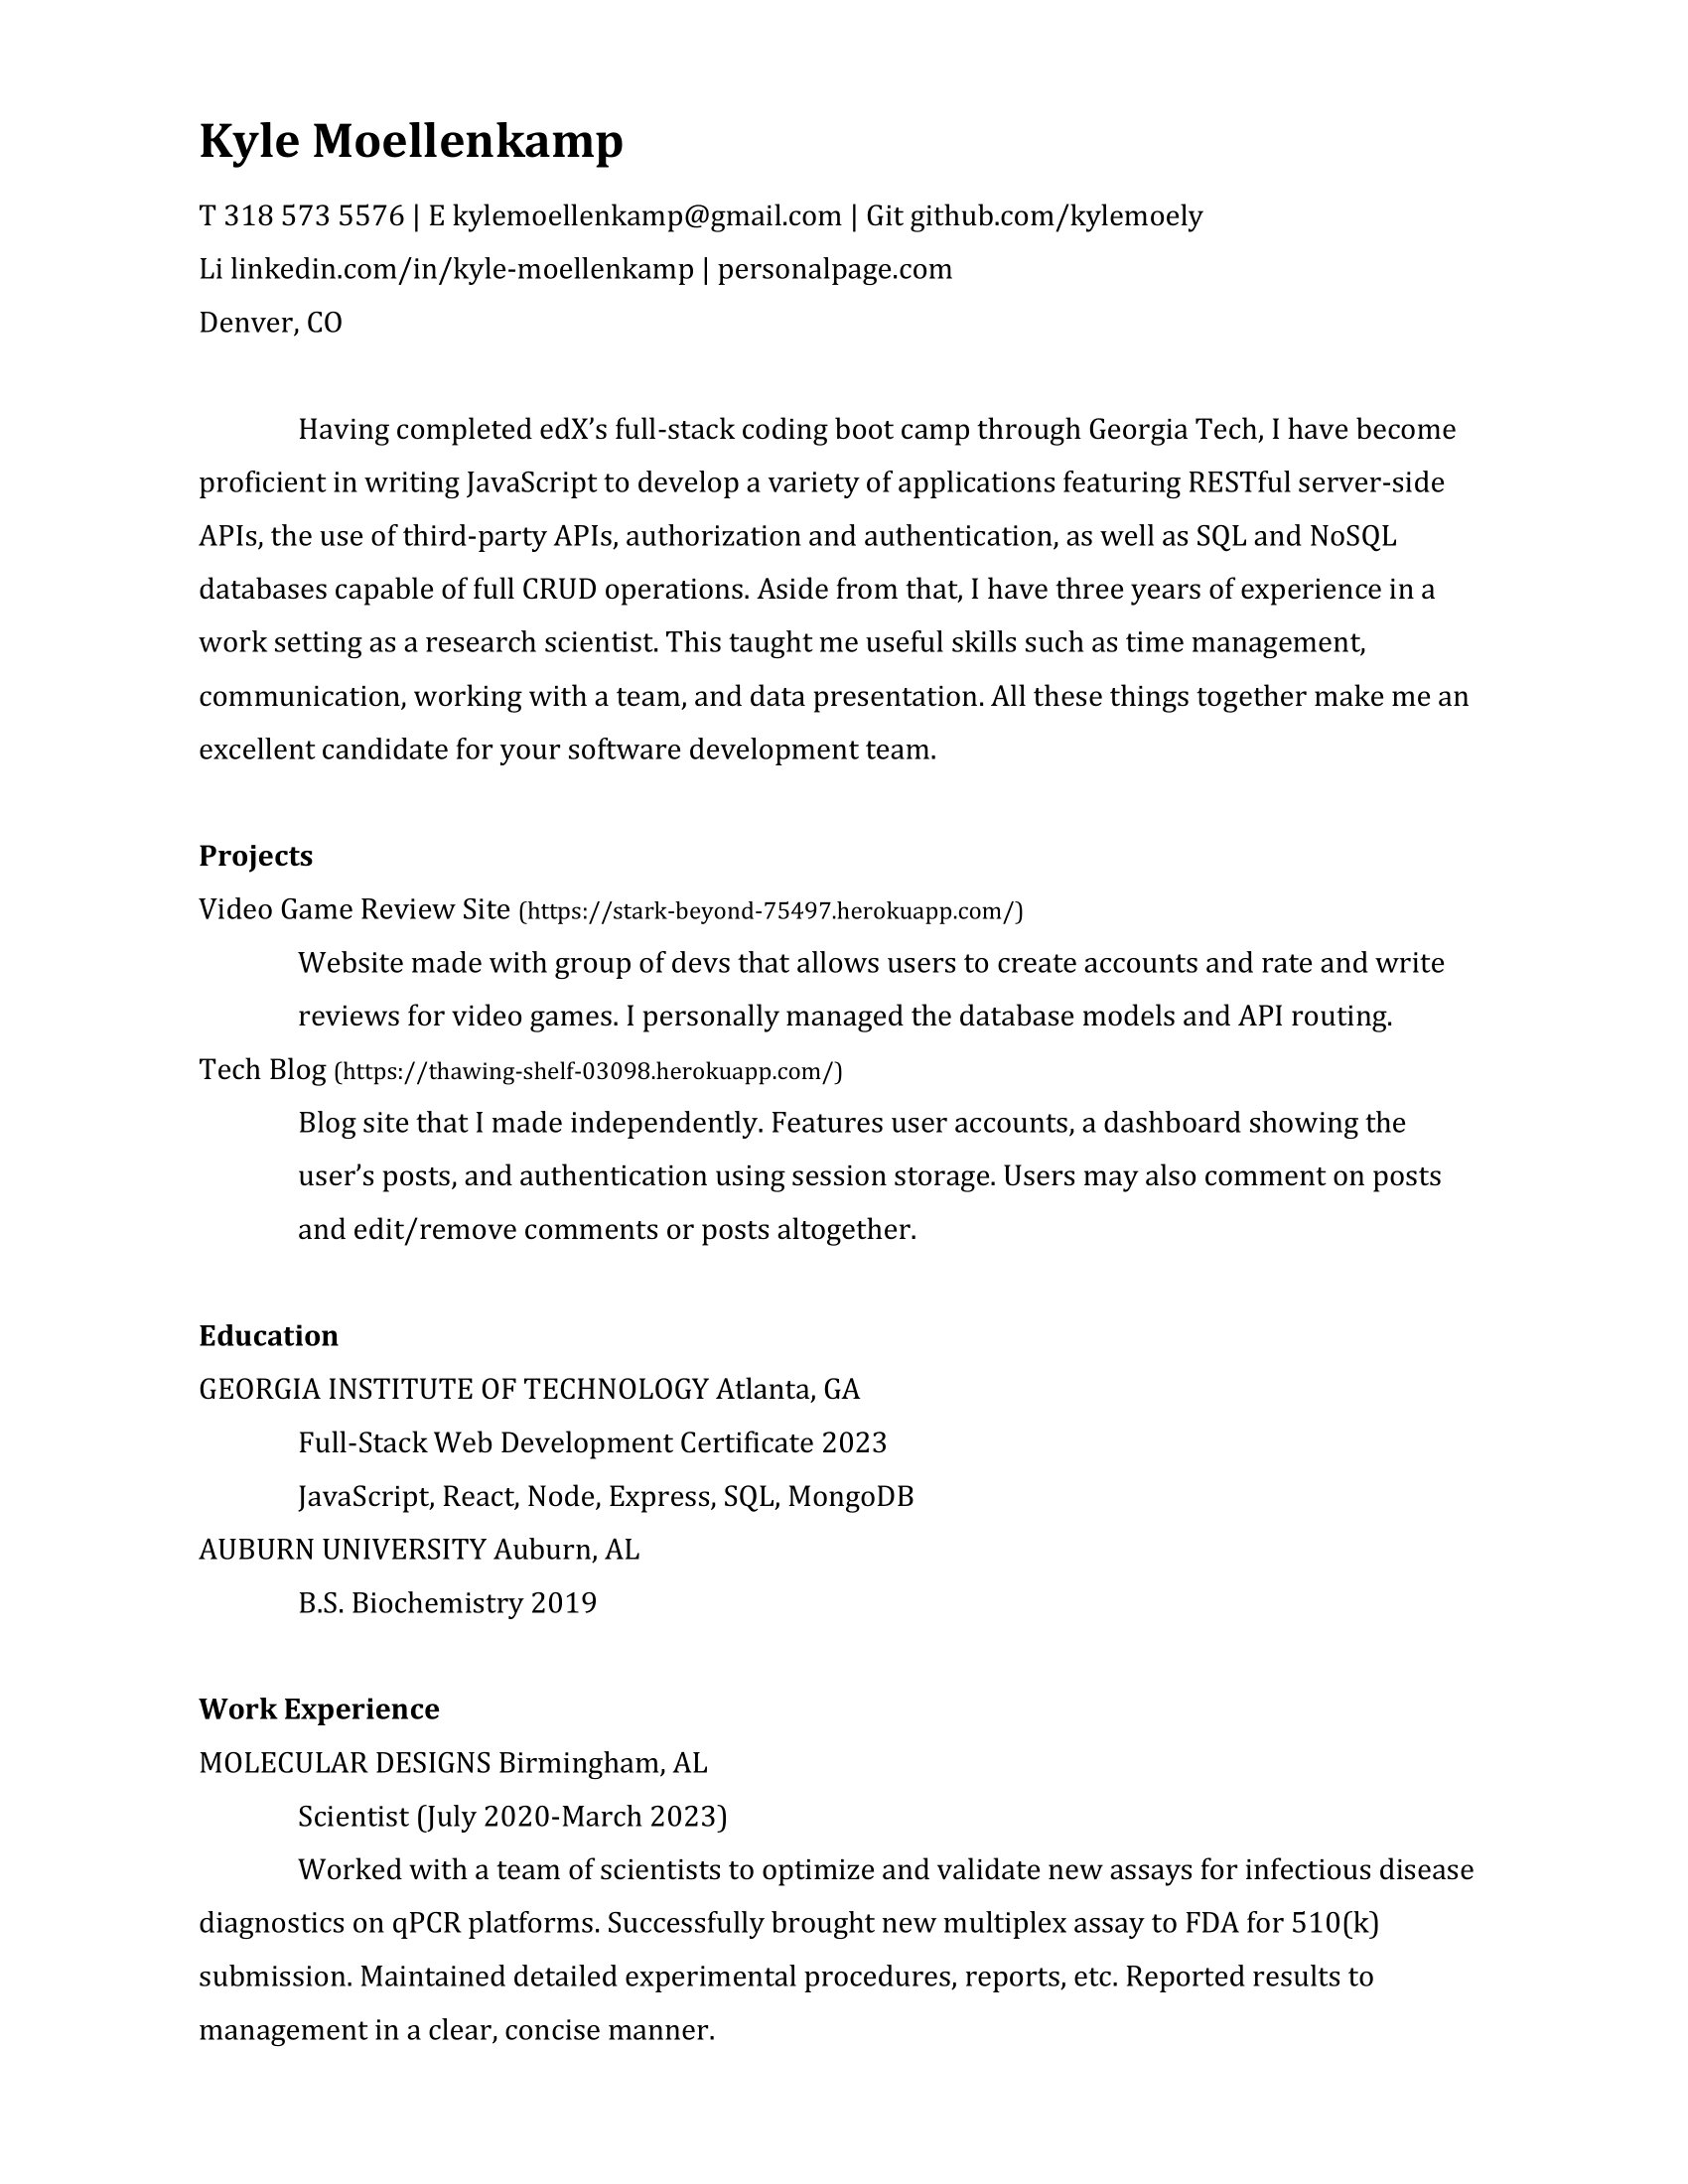 Kyle Moellenkamp
T 318 573 5576 | E kylemoellenkamp@gmail.com | Git github.com/kylemoely
Li linkedin.com/in/kyle-moellenkamp | personalpage.com
Denver, CO
Having completed edX’s full-stack coding boot camp through Georgia Tech, I have become
proficient in writing JavaScript to develop a variety of applications featuring RESTful server-side
APIs, the use of third-party APIs, authorization and authentication, as well as SQL and NoSQL
databases capable of full CRUD operations. Aside from that, I have three years of experience in a
work setting as a research scientist. This taught me useful skills such as time management,
communication, working with a team, and data presentation. All these things together make me an
excellent candidate for your software development team.
Projects
Video Game Review Site (https://stark-beyond-75497.herokuapp.com/)
Website made with group of devs that allows users to create accounts and rate and write
reviews for video games. I personally managed the database models and API routing.
Tech Blog (https://thawing-shelf-03098.herokuapp.com/)
Blog site that I made independently. Features user accounts, a dashboard showing the
user’s posts, and authentication using session storage. Users may also comment on posts
and edit/remove comments or posts altogether.
Education
GEORGIA INSTITUTE OF TECHNOLOGY Atlanta, GA
Full-Stack Web Development Certificate 2023
JavaScript, React, Node, Express, SQL, MongoDB
AUBURN UNIVERSITY Auburn, AL
B.S. Biochemistry 2019
Work Experience
MOLECULAR DESIGNS Birmingham, AL
Scientist (July 2020-March 2023)
Worked with a team of scientists to optimize and validate new assays for infectious disease
diagnostics on qPCR platforms. Successfully brought new multiplex assay to FDA for 510(k)
submission. Maintained detailed experimental procedures, reports, etc. Reported results to
management in a clear, concise manner.